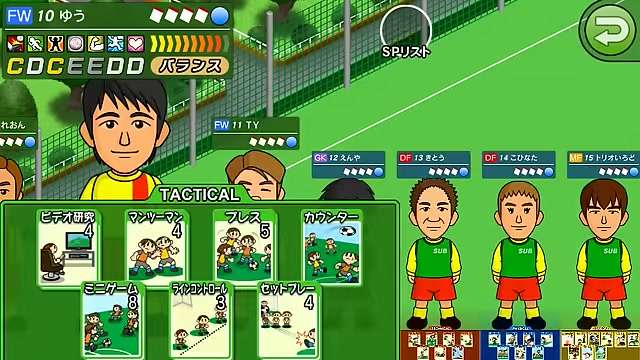 FW 10 ゆう
CDCEEDD バランス
SPリスト
れおん
FW 11 TY
GK 12 えんや
DF 13 きとう
DF 14 こひなた
MF 15 トリオいろど
TACTICAL
ビデオ研究 4
マンツーマン 4
プレス 5
カウンター
ミニゲーム 8
ラインコントロール 3
セットプレー 4
SUB
SUB
SUB